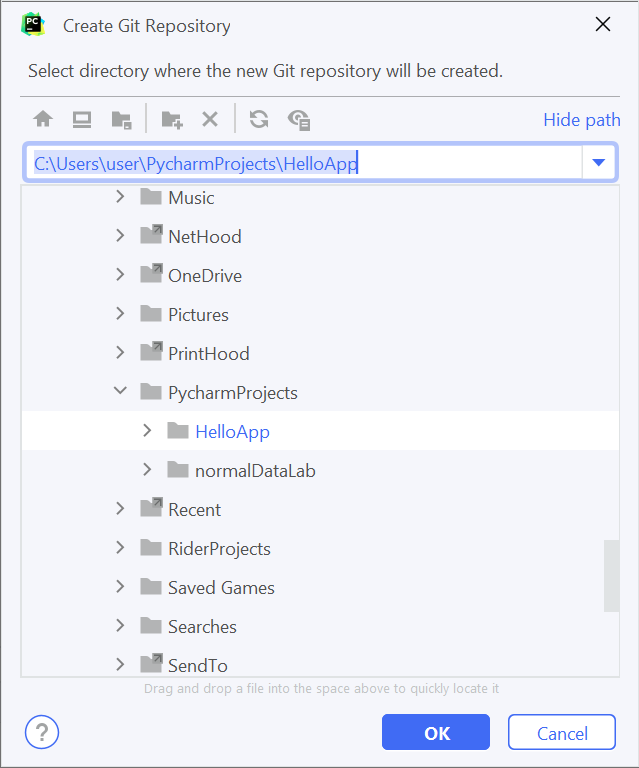 PC
Create Git Repository
Select directory where the new Git repository will be created.
Hide path
C:\Users\user\PycharmProjects\HelloApp
Music
NetHood
OneDrive
Pictures
PrintHood
PycharmProjects
HelloApp
normalDataLab
Recent
RiderProjects
Saved Games
Searches
SendTo
Drag and drop a file into the space above to quickly locate it
?
OK
Cancel